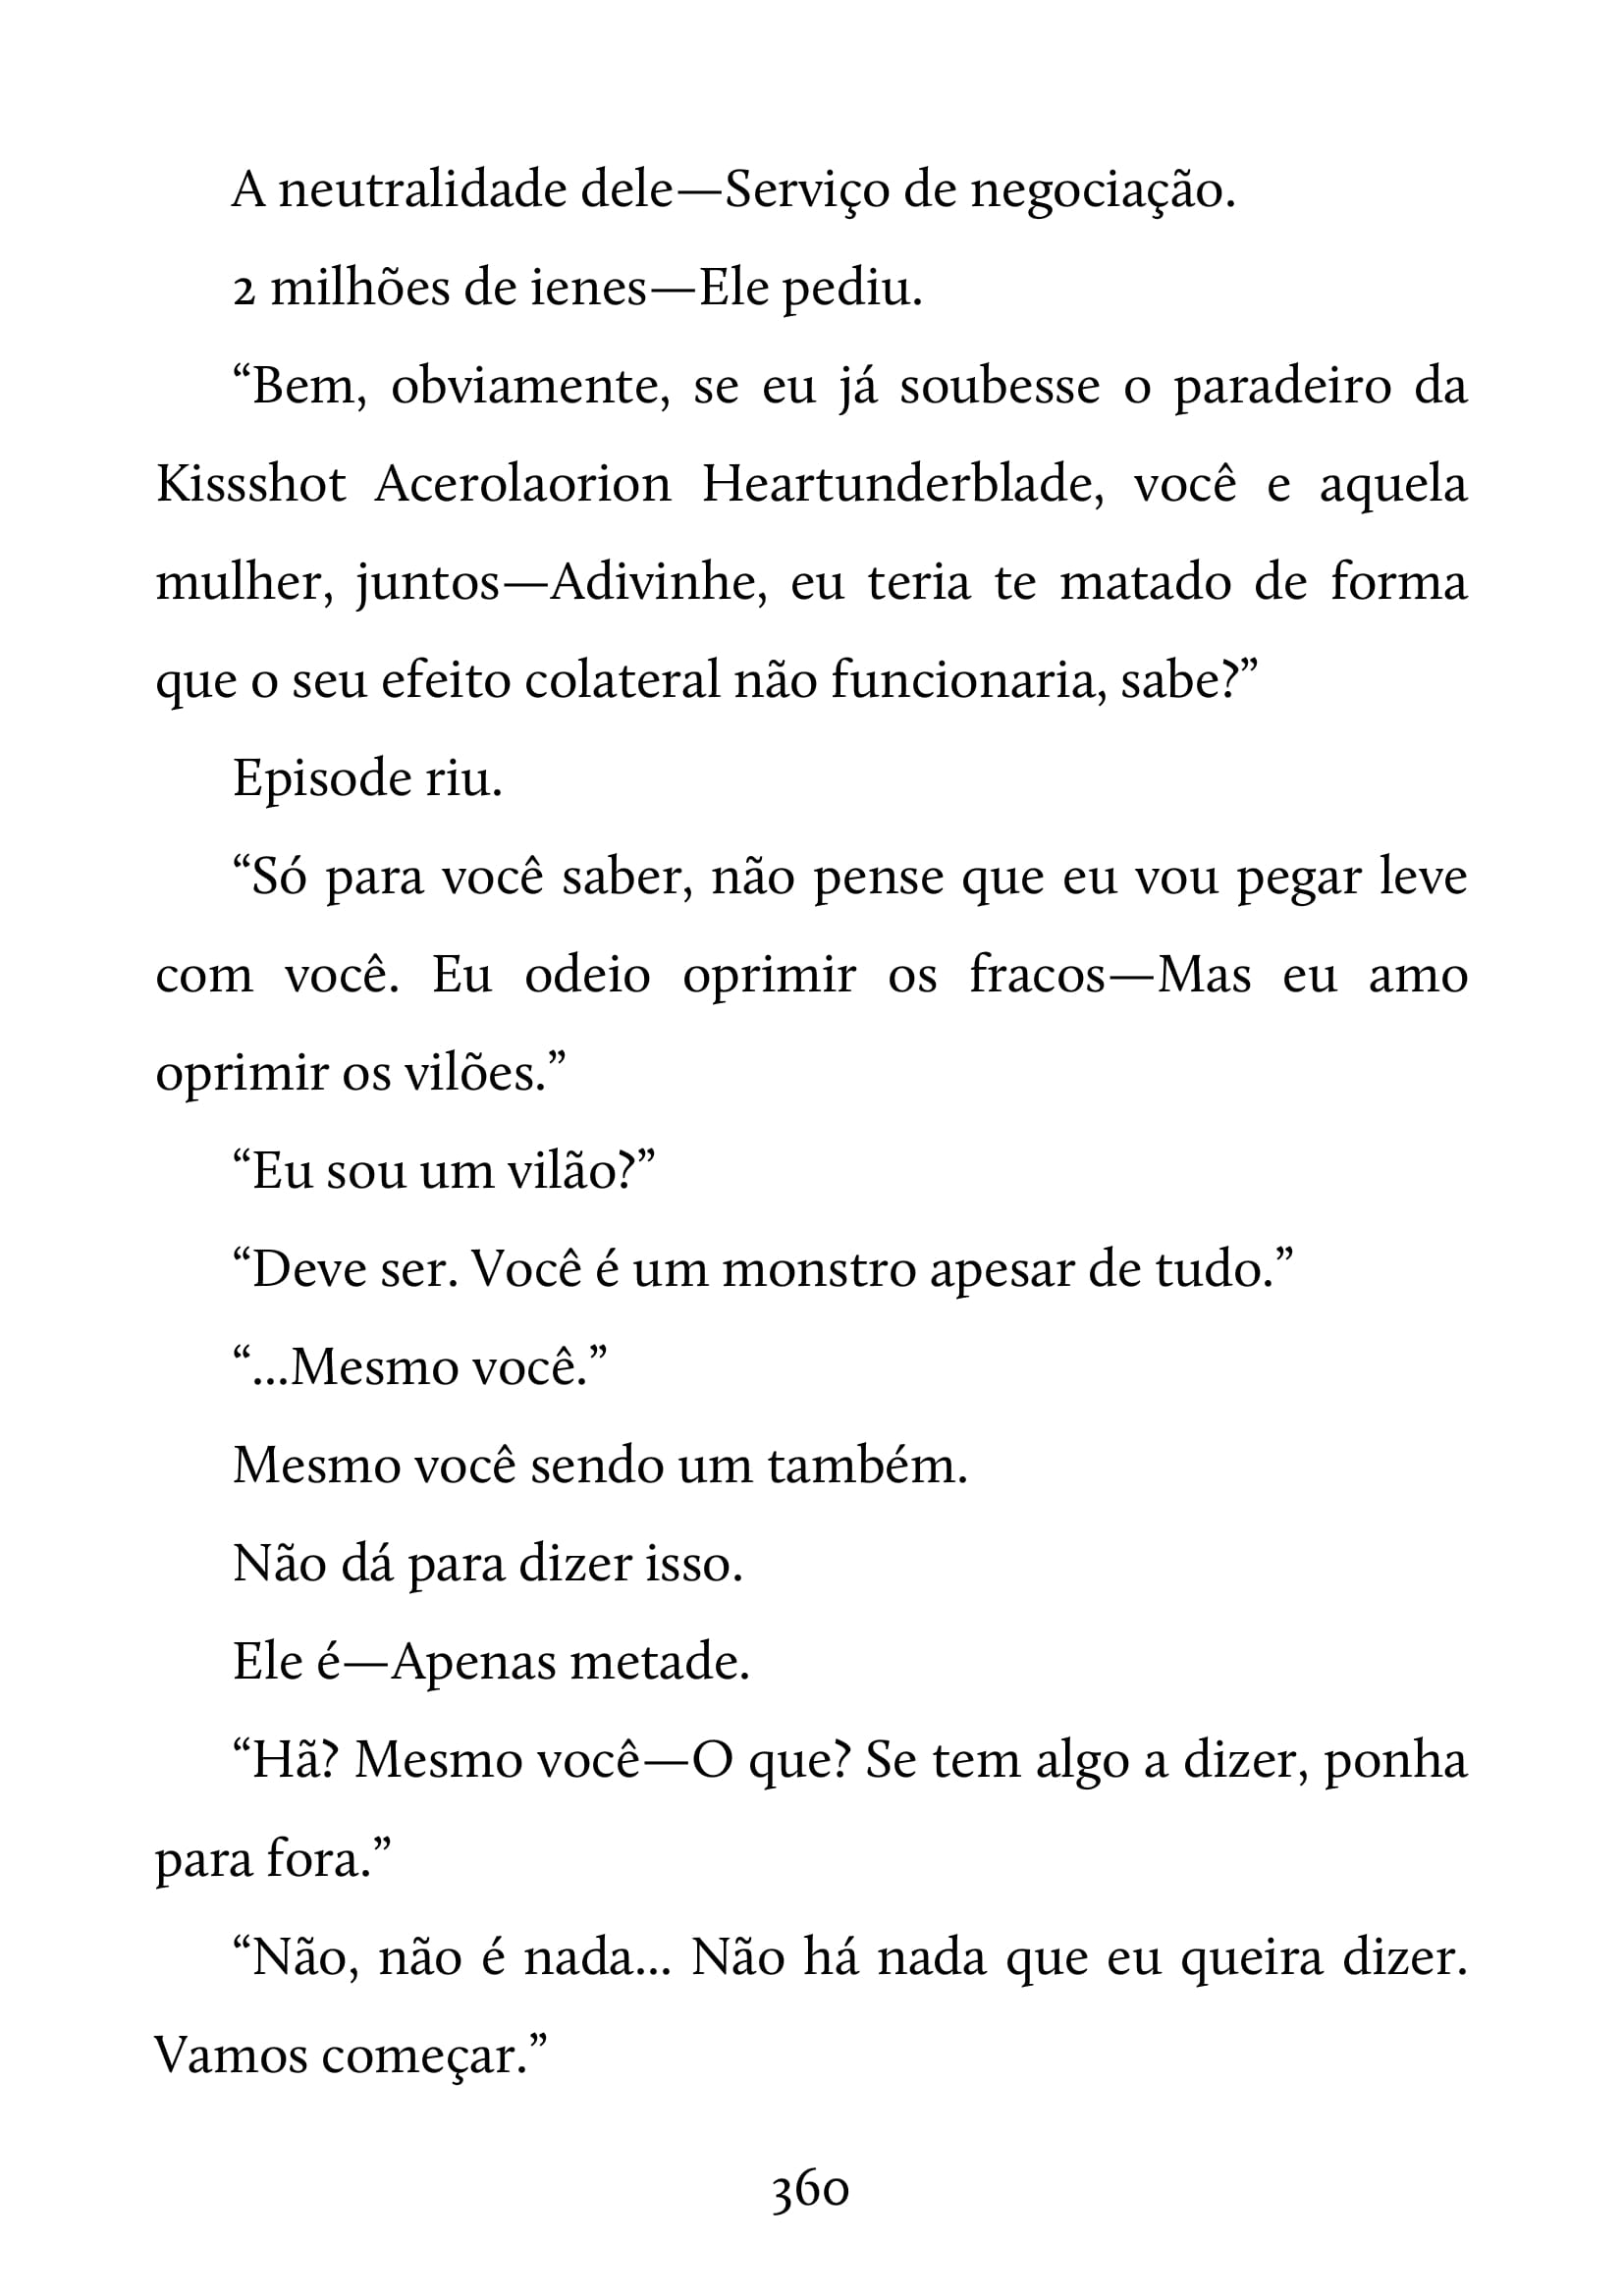 A neutralidade dele—Serviço de negociação.
2 milhões de ienes—Ele pediu.
“Bem, obviamente, se eu já soubesse o paradeiro da
Kissshot Acerolaorion Heartunderblade, você e aquela
mulher, juntos—Adivinhe, eu teria te matado de forma
que o seu efeito colateral não funcionaria, sabe?”
Episode riu.
“Só para você saber, não pense que eu vou pegar leve
com você. Eu odeio oprimir os fracos—Mas eu amo
oprimir os vilões.”
“Eu sou um vilão?”
“Deve ser. Você é um monstro apesar de tudo.”
“...Mesmo você.”
Mesmo você sendo um também.
Não dá para dizer isso.
Ele é—Apenas metade.
“Hã? Mesmo você—O que? Se tem algo a dizer, ponha
para fora.”
“Não, não é nada... Não há nada que eu queira dizer.
Vamos começar.”
360